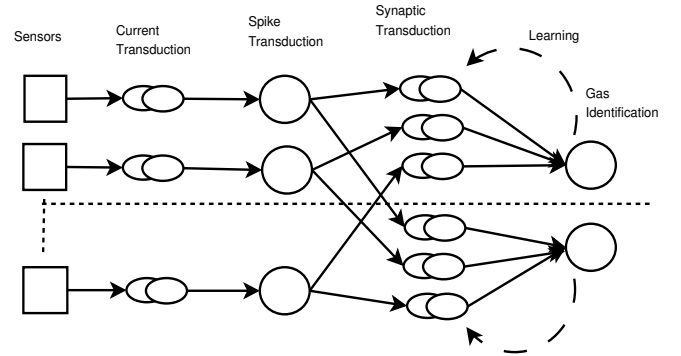 Sensors
Current
Transduction
Spike
Transduction
Synaptic
Transduction
Learning
Gas
Identification